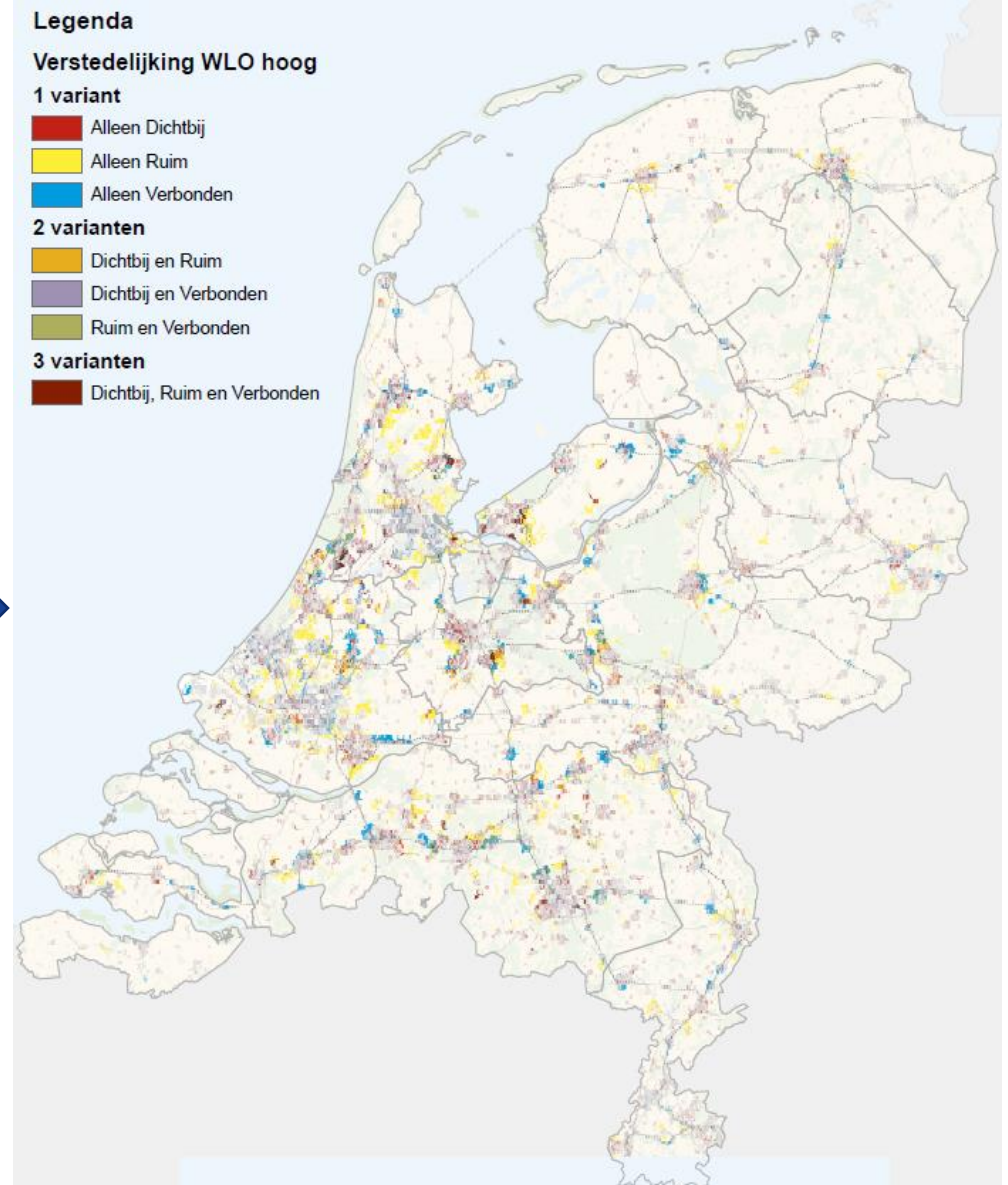 Legenda
Verstedelijking WLO hoog
1 variant
Alleen Dichtbij
Alleen Ruim
Alleen Verbonden
2 varianten
Dichtbij en Ruim
Dichtbij en Verbonden
Ruim en Verbonden
3 varianten
Dichtbij, Ruim en Verbonden